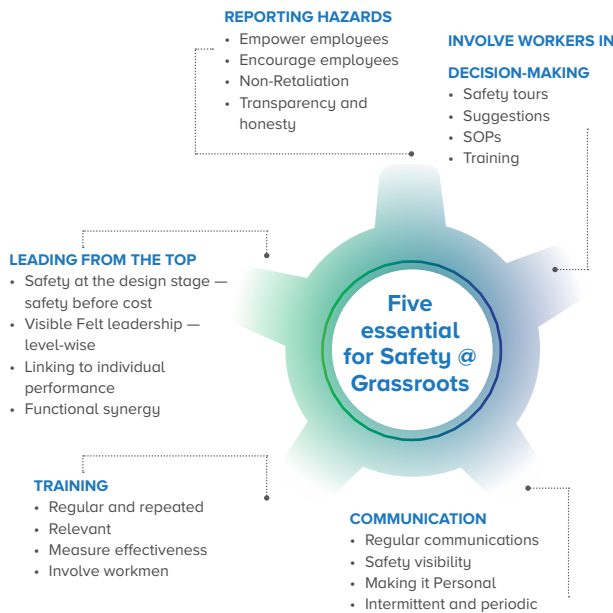 REPORTING HAZARDS
• Empower employees
• Encourage employees
• Non-Retaliation
• Transparency and
honesty
INVOLVE WORKERS IN
DECISION-MAKING
• Safety tours
• Suggestions
• SOPs
• Training
LEADING FROM THE TOP
• Safety at the design stage —
safety before cost
• Visible Felt leadership —
level-wise
• Linking to individual
performance
• Functional synergy
Five
essential
for Safety @
Grassroots
TRAINING
• Regular and repeated
• Relevant
• Measure effectiveness
• Involve workmen
COMMUNICATION
• Regular communications
• Safety visibility
• Making it Personal
• Intermittent and periodic